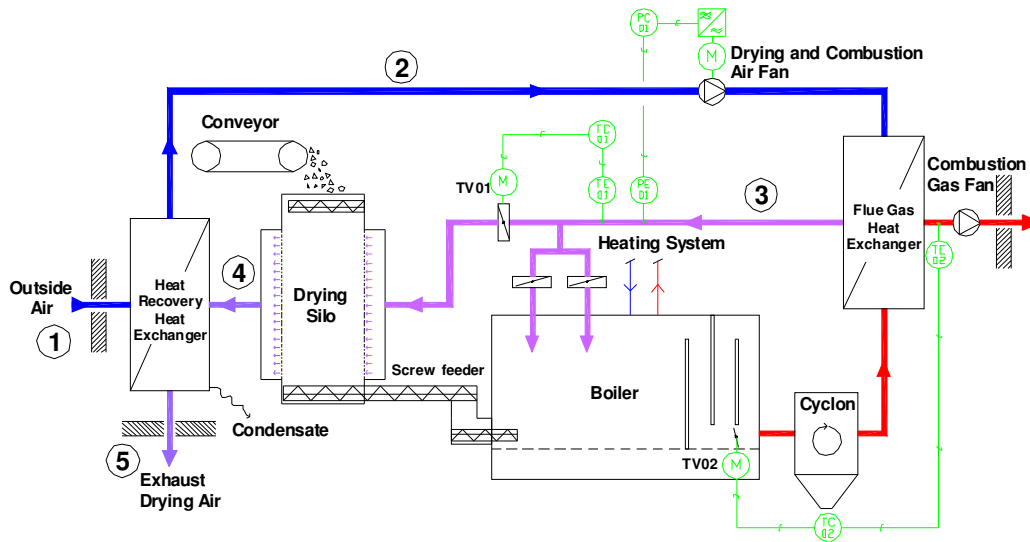 PC
01
M
Drying and Combustion
Air Fan
2
Conveyor
TC
01
M
TE
01
PE
01
TV01
3
Combustion
Gas Fan
Flue Gas
Heat
Exchanger
TE
02
Heating System
4
Outside
Air
1
Heat
Recovery
Heat
Exchanger
Drying
Silo
Screw feeder
Boiler
Cyclon
Condensate
TV02
M
5
Exhaust
Drying Air
TC
02